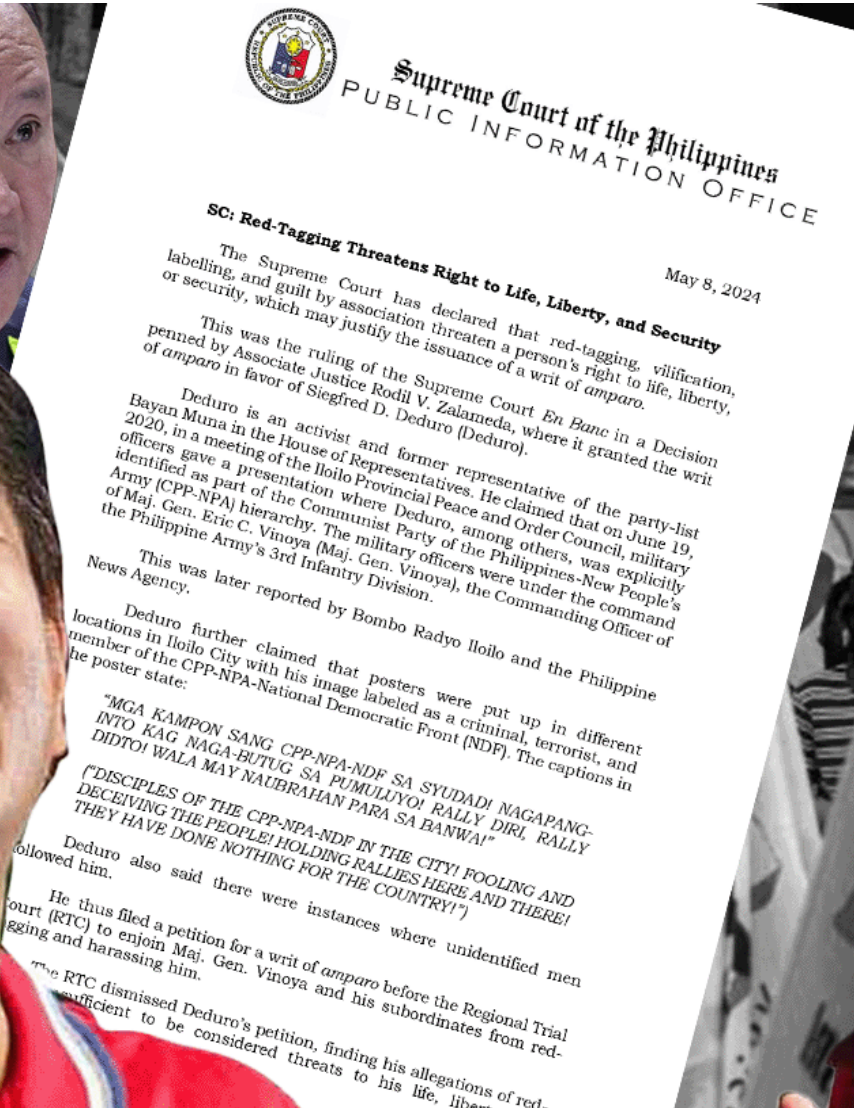 SUPREME COURT
REPUBLIC OF THE PHILIPPINES
Supreme Court of the Philippines
PUBLIC INFORMATION OFFICE
May 8, 2024
SC: Red-Tagging Threatens Right to Life, Liberty, and Security
The Supreme Court has declared that red-tagging, vilification,
labelling, and guilt by association threaten a person's right to life, liberty,
or security, which may justify the issuance of a writ of amparo.
This was the ruling of the Supreme Court En Banc in a Decision
penned by Associate Justice Rodil V. Zalameda, where it granted the writ
of amparo in favor of Siegfred D. Deduro (Deduro).
Deduro is an activist and former representative of the party-list
Bayan Muna in the House of Representatives. He claimed that on June 19,
2020, in a meeting of the Iloilo Provincial Peace and Order Council, military
officers gave a presentation where Deduro, among others, was explicitly
identified as part of the Communist Party of the Philippines-New People's
Army (CPP-NPA) hierarchy. The military officers were under the command
of Maj. Gen. Eric C. Vinoya (Maj. Gen. Vinoya), the Commanding Officer of
the Philippine Army's 3rd Infantry Division.
This was later reported by Bombo Radyo Iloilo and the Philippine
News Agency.
Deduro further claimed that posters were put up in different
locations in Iloilo City with his image labeled as a criminal, terrorist, and
member of the CPP-NPA-National Democratic Front (NDF). The captions in
he poster state:
"MGA KAMPON SANG CPP-NPA-NDF SA SYUDAD! NAGAPANG-
INTO KAG NAGA-BUTUG SA PUMULUYO! RALLY DIRI, RALLY
DIDTO! WALA MAY NAUBRAHAN PARA SA BANWA!"
("DISCIPLES OF THE CPP-NPA-NDF IN THE CITY! FOOLING AND
DECEIVING THE PEOPLE! HOLDING RALLIES HERE AND THERE!
THEY HAVE DONE NOTHING FOR THE COUNTRY!")
Deduro also said there were instances where unidentified men
ollowed him.
He thus filed a petition for a writ of amparo before the Regional Trial
ourt (RTC) to enjoin Maj. Gen. Vinoya and his subordinates from red-
gging and harassing him.
The RTC dismissed Deduro's petition, finding his allegations of red-
sufficient to be considered threats to his life,